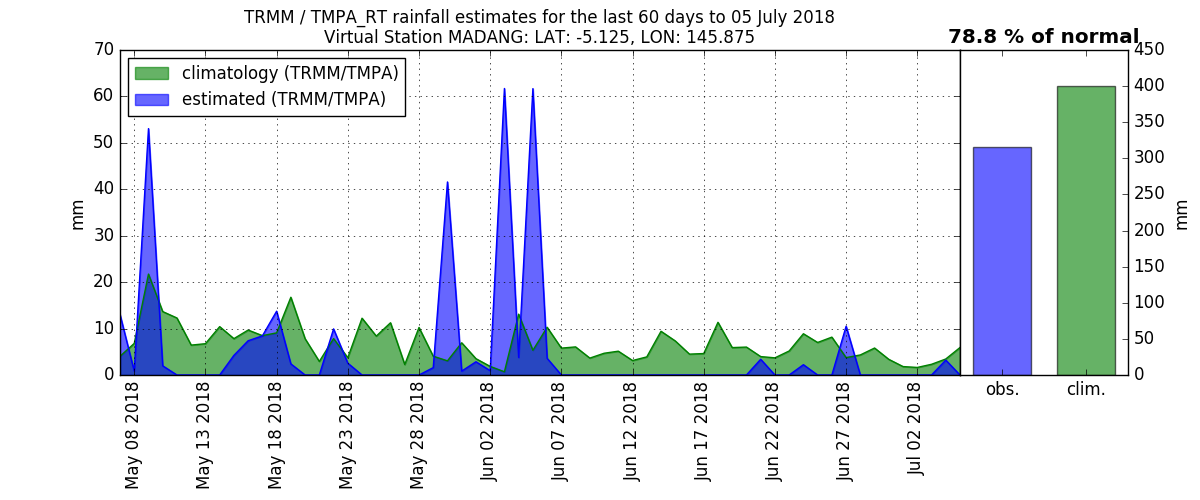 TRMM / TMPA_RT rainfall estimates for the last 60 days to 05 July 2018
Virtual Station MADANG: LAT: -5.125, LON: 145.875
78.8 % of normal
climatology (TRMM/TMPA)
estimated (TRMM/TMPA)
70
60
50
40
30
20
10
0
mm
May 08 2018
May 13 2018
May 18 2018
May 23 2018
May 28 2018
Jun 02 2018
Jun 07 2018
Jun 12 2018
Jun 17 2018
Jun 22 2018
Jun 27 2018
Jul 02 2018
450
400
350
300
250
200
150
100
50
0
mm
obs.
clim.